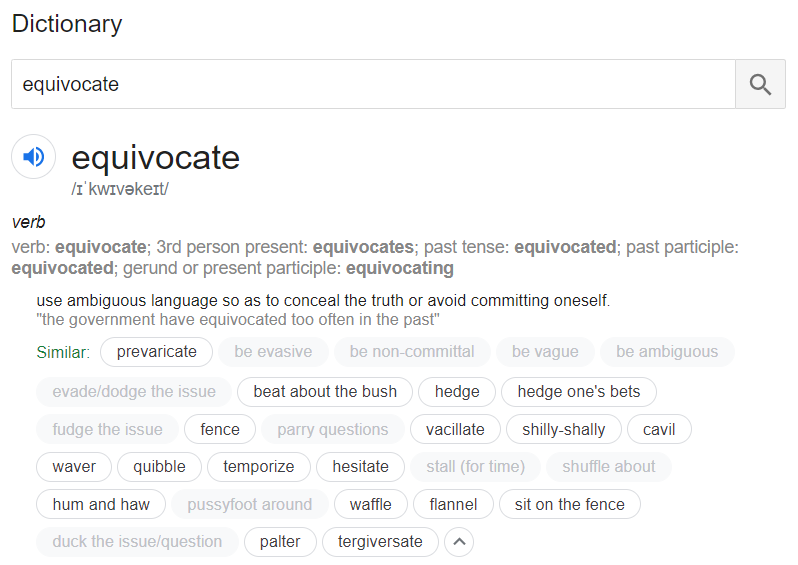 Dictionary
equivocate
equivocate
/ɪˈkwɪvəkeɪt/
verb
verb: equivocate; 3rd person present: equivocates; past tense: equivocated; past participle:
equivocated; gerund or present participle: equivocating
use ambiguous language so as to conceal the truth or avoid committing oneself.
"the government have equivocated too often in the past"
Similar: prevaricate be evasive be non-committal be vague be ambiguous
evade/dodge the issue beat about the bush hedge hedge one's bets
fudge the issue fence parry questions vacillate shilly-shally cavil
waver quibble temporize hesitate stall (for time) shuffle about
hum and haw pussyfoot around waffle flannel sit on the fence
duck the issue/question palter tergiversate